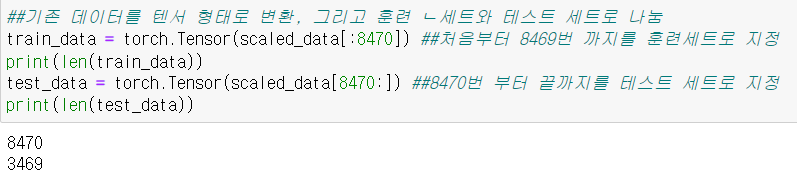 ##기존 데이터를 텐서 형태로 변환, 그리고 훈련 ㄴ세트와 테스트 세트로 나눔
train_data = torch.Tensor(scaled_data[:8470]) ##처음부터 8469번 까지를 훈련세트로 지정
print(len(train_data))
test_data = torch.Tensor(scaled_data[8470:]) ##8470번 부터 끝까지를 테스트 세트로 지정
print(len(test_data))
8470
3469